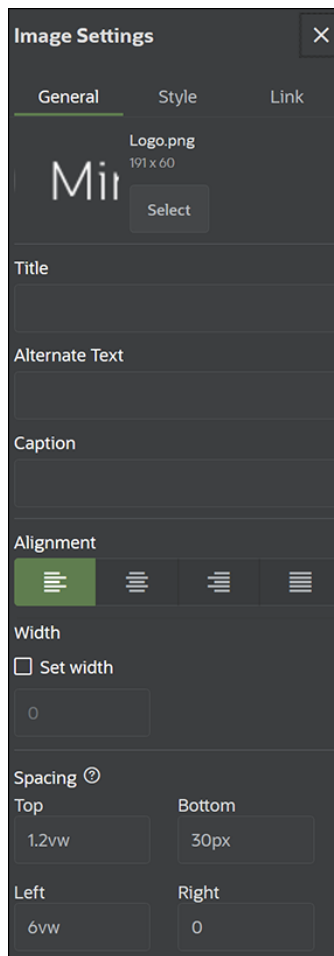 Image Settings
General Style Link
Logo.png
191 x 60
Select
Title
Alternate Text
Caption
Alignment
Width
Set width
0
Spacing
Top Bottom
1.2vw 30px
Left Right
6vw 0